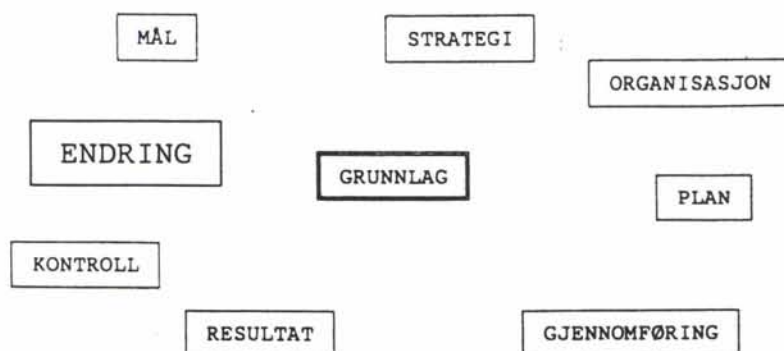 MÅL
STRATEGI
ORGANISASJON
ENDRING
GRUNNLAG
PLAN
KONTROLL
RESULTAT
GJENNOMFØRING